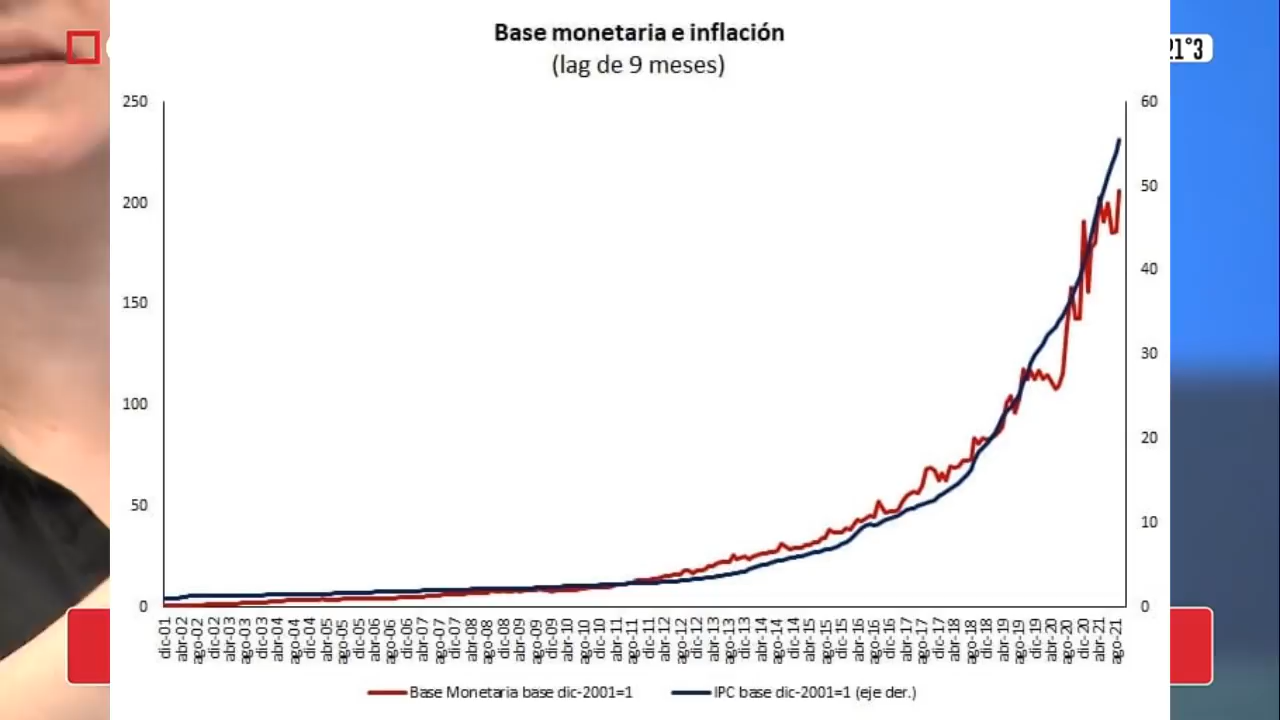 Base monetaria e inflación
(lag de 9 meses)
21°3
250
200
150
100
50
0
60
50
40
30
20
10
0
dic-01
abr-02
ago-02
dic-02
abr-03
ago-03
dic-03
abr-04
ago-04
dic-04
abr-05
ago-05
dic-05
abr-06
ago-06
dic-06
abr-07
ago-07
dic-07
abr-08
ago-08
dic-08
abr-09
ago-09
dic-09
abr-10
ago-10
dic-10
abr-11
ago-11
dic-11
abr-12
ago-12
dic-12
abr-13
ago-13
dic-13
abr-14
ago-14
dic-14
abr-15
ago-15
dic-15
abr-16
ago-16
dic-16
abr-17
ago-17
dic-17
abr-18
ago-18
dic-18
abr-19
ago-19
dic-19
abr-20
ago-20
dic-20
abr-21
ago-21
Base Monetaria base dic-2001=1
IPC base dic-2001=1 (eje der.)